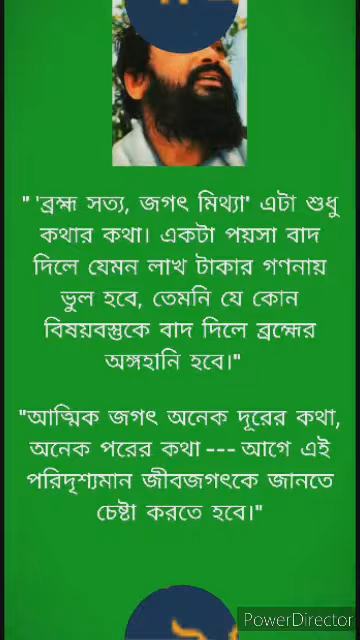 " 'ব্রহ্ম সত্য, জগৎ মিথ্যা' এটা শুধু
কথার কথা। একটা পয়সা বাদ
দিলে যেমন লাখ টাকার গণনায়
ভুল হবে, তেমনি যে কোন
বিষয়বস্তুকে বাদ দিলে ব্রহ্মের
অঙ্গহানি হবে।"
"আত্মিক জগৎ অনেক দূরের কথা,
অনেক পরের কথা --- আগে এই
পরিদৃশ্যমান জীবজগৎকে জানতে
চেষ্টা করতে হবে।"
PowerDirector